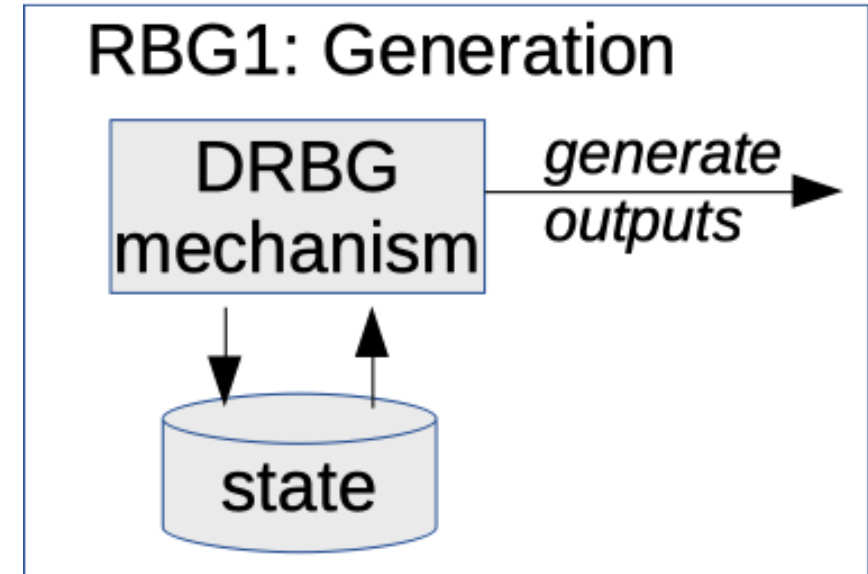 RBG1: Generation
DRBG
mechanism
generate
outputs
state